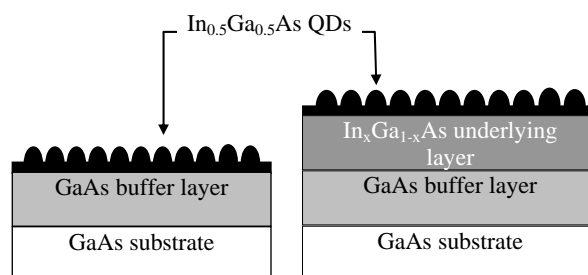 In₀.₅Ga₀.₅As QDs
InₓGa₁₋ₓAs underlying
layer
GaAs buffer layer
GaAs buffer layer
GaAs substrate
GaAs substrate